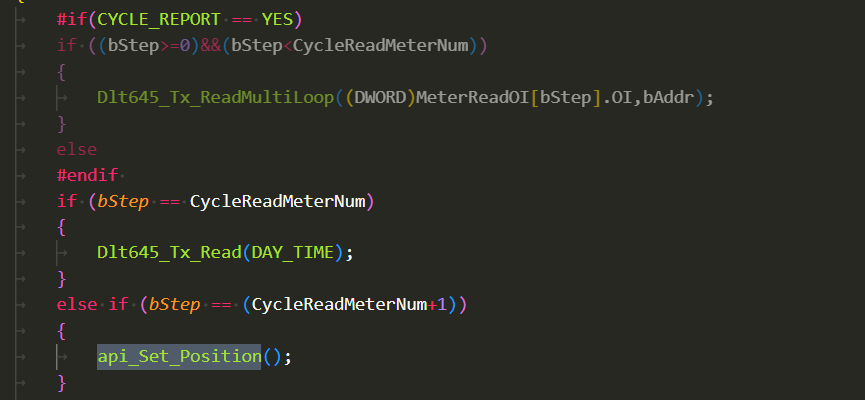 #if(CYCLE_REPORT == YES)
if ((bStep>=0)&&(bStep<CycleReadMeterNum))
{
Dlt645_Tx_ReadMultiLoop((DWORD)MeterReadOI[bStep].OI,bAddr);
}
else
#endif
if (bStep == CycleReadMeterNum)
{
Dlt645_Tx_Read(DAY_TIME);
}
else if (bStep == (CycleReadMeterNum+1))
{
api_Set_Position();
}